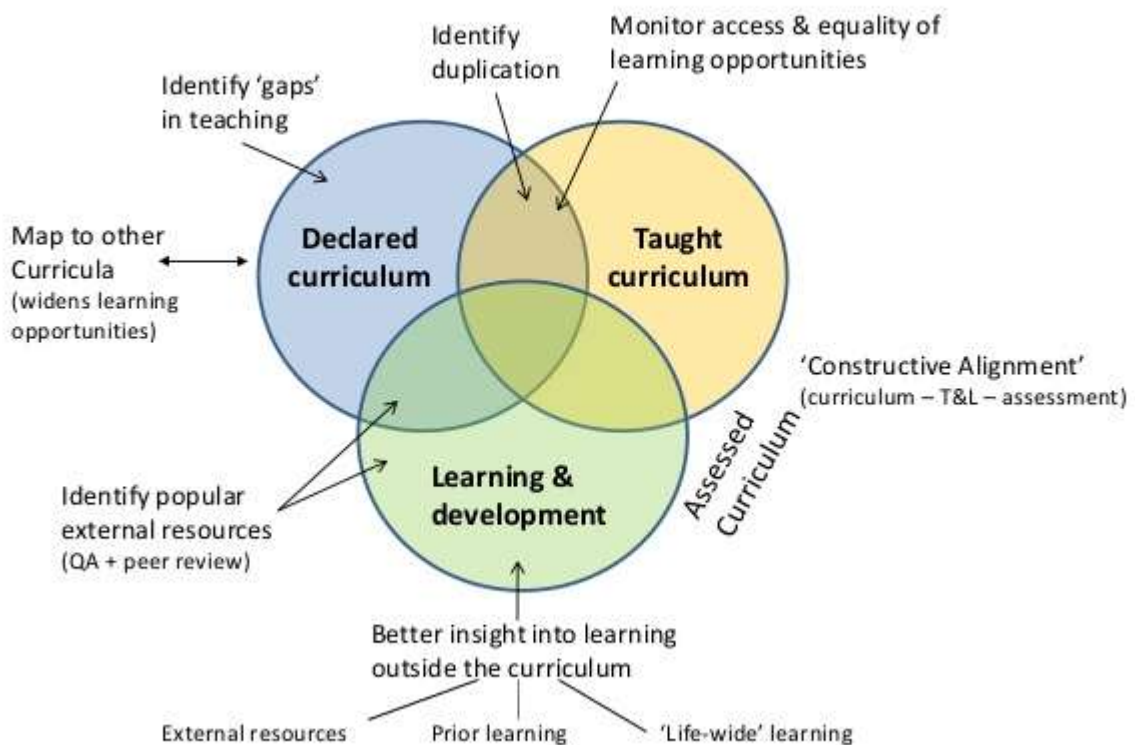 Identify
duplication
Monitor access & equality of
learning opportunities
Identify ‘gaps’
in teaching
Map to other
Curricula
(widens learning
opportunities)
Declared
curriculum
Taught
curriculum
‘Constructive Alignment’
(curriculum – T&L – assessment)
Assessed
Curriculum
Learning &
development
Identify popular
external resources
(QA + peer review)
Better insight into learning
outside the curriculum
External resources
Prior learning
‘Life-wide’ learning